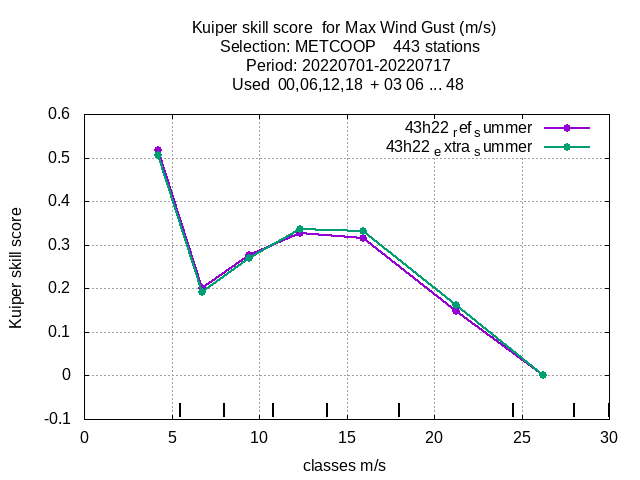 Kuiper skill score  for Max Wind Gust (m/s)
Selection: METCOOP    443 stations
Period: 20220701-20220717
Used  00,06,12,18  + 03 06 ... 48
0.6
0.5
0.4
0.3
0.2
0.1
0
-0.1
Kuiper skill score
43h22 ref summer
43h22 extra summer
0
5
10
15
20
25
30
classes m/s